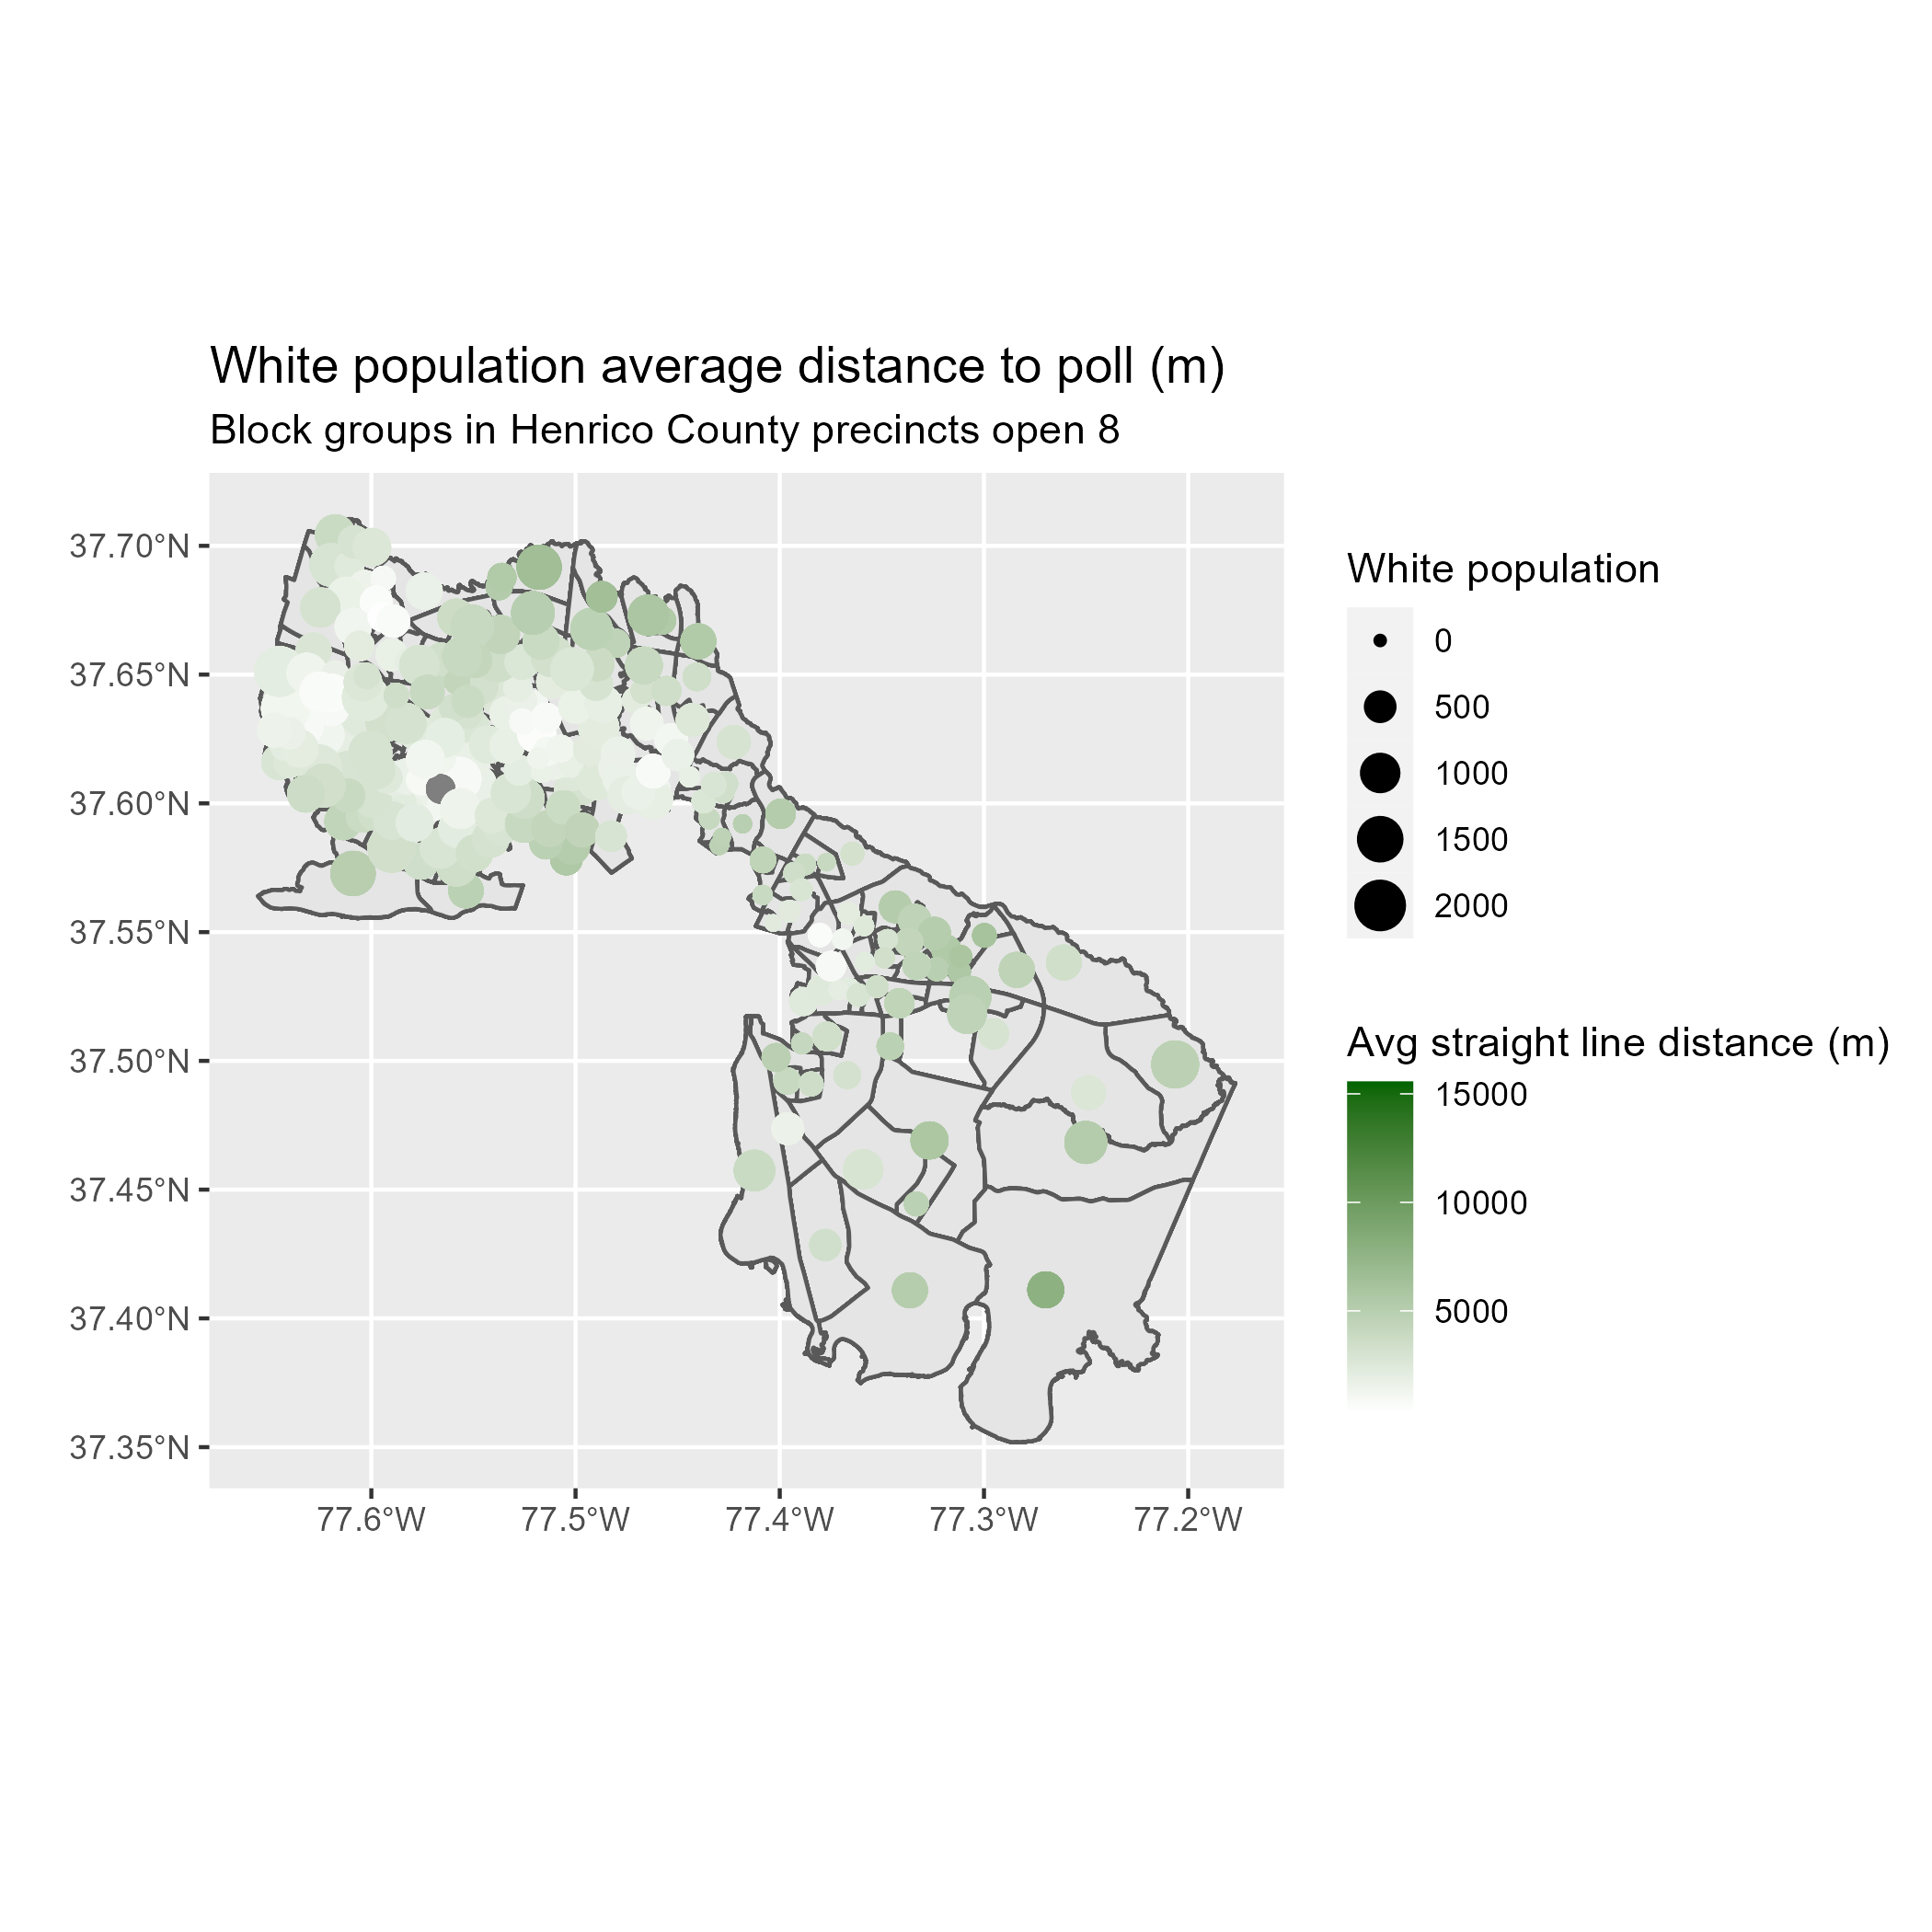 White population average distance to poll (m)
Block groups in Henrico County precincts open 8
37.70°N
37.65°N
37.60°N
37.55°N
37.50°N
37.45°N
37.40°N
37.35°N
77.6°W
77.5°W
77.4°W
77.3°W
77.2°W
White population
0
500
1000
1500
2000
Avg straight line distance (m)
15000
10000
5000